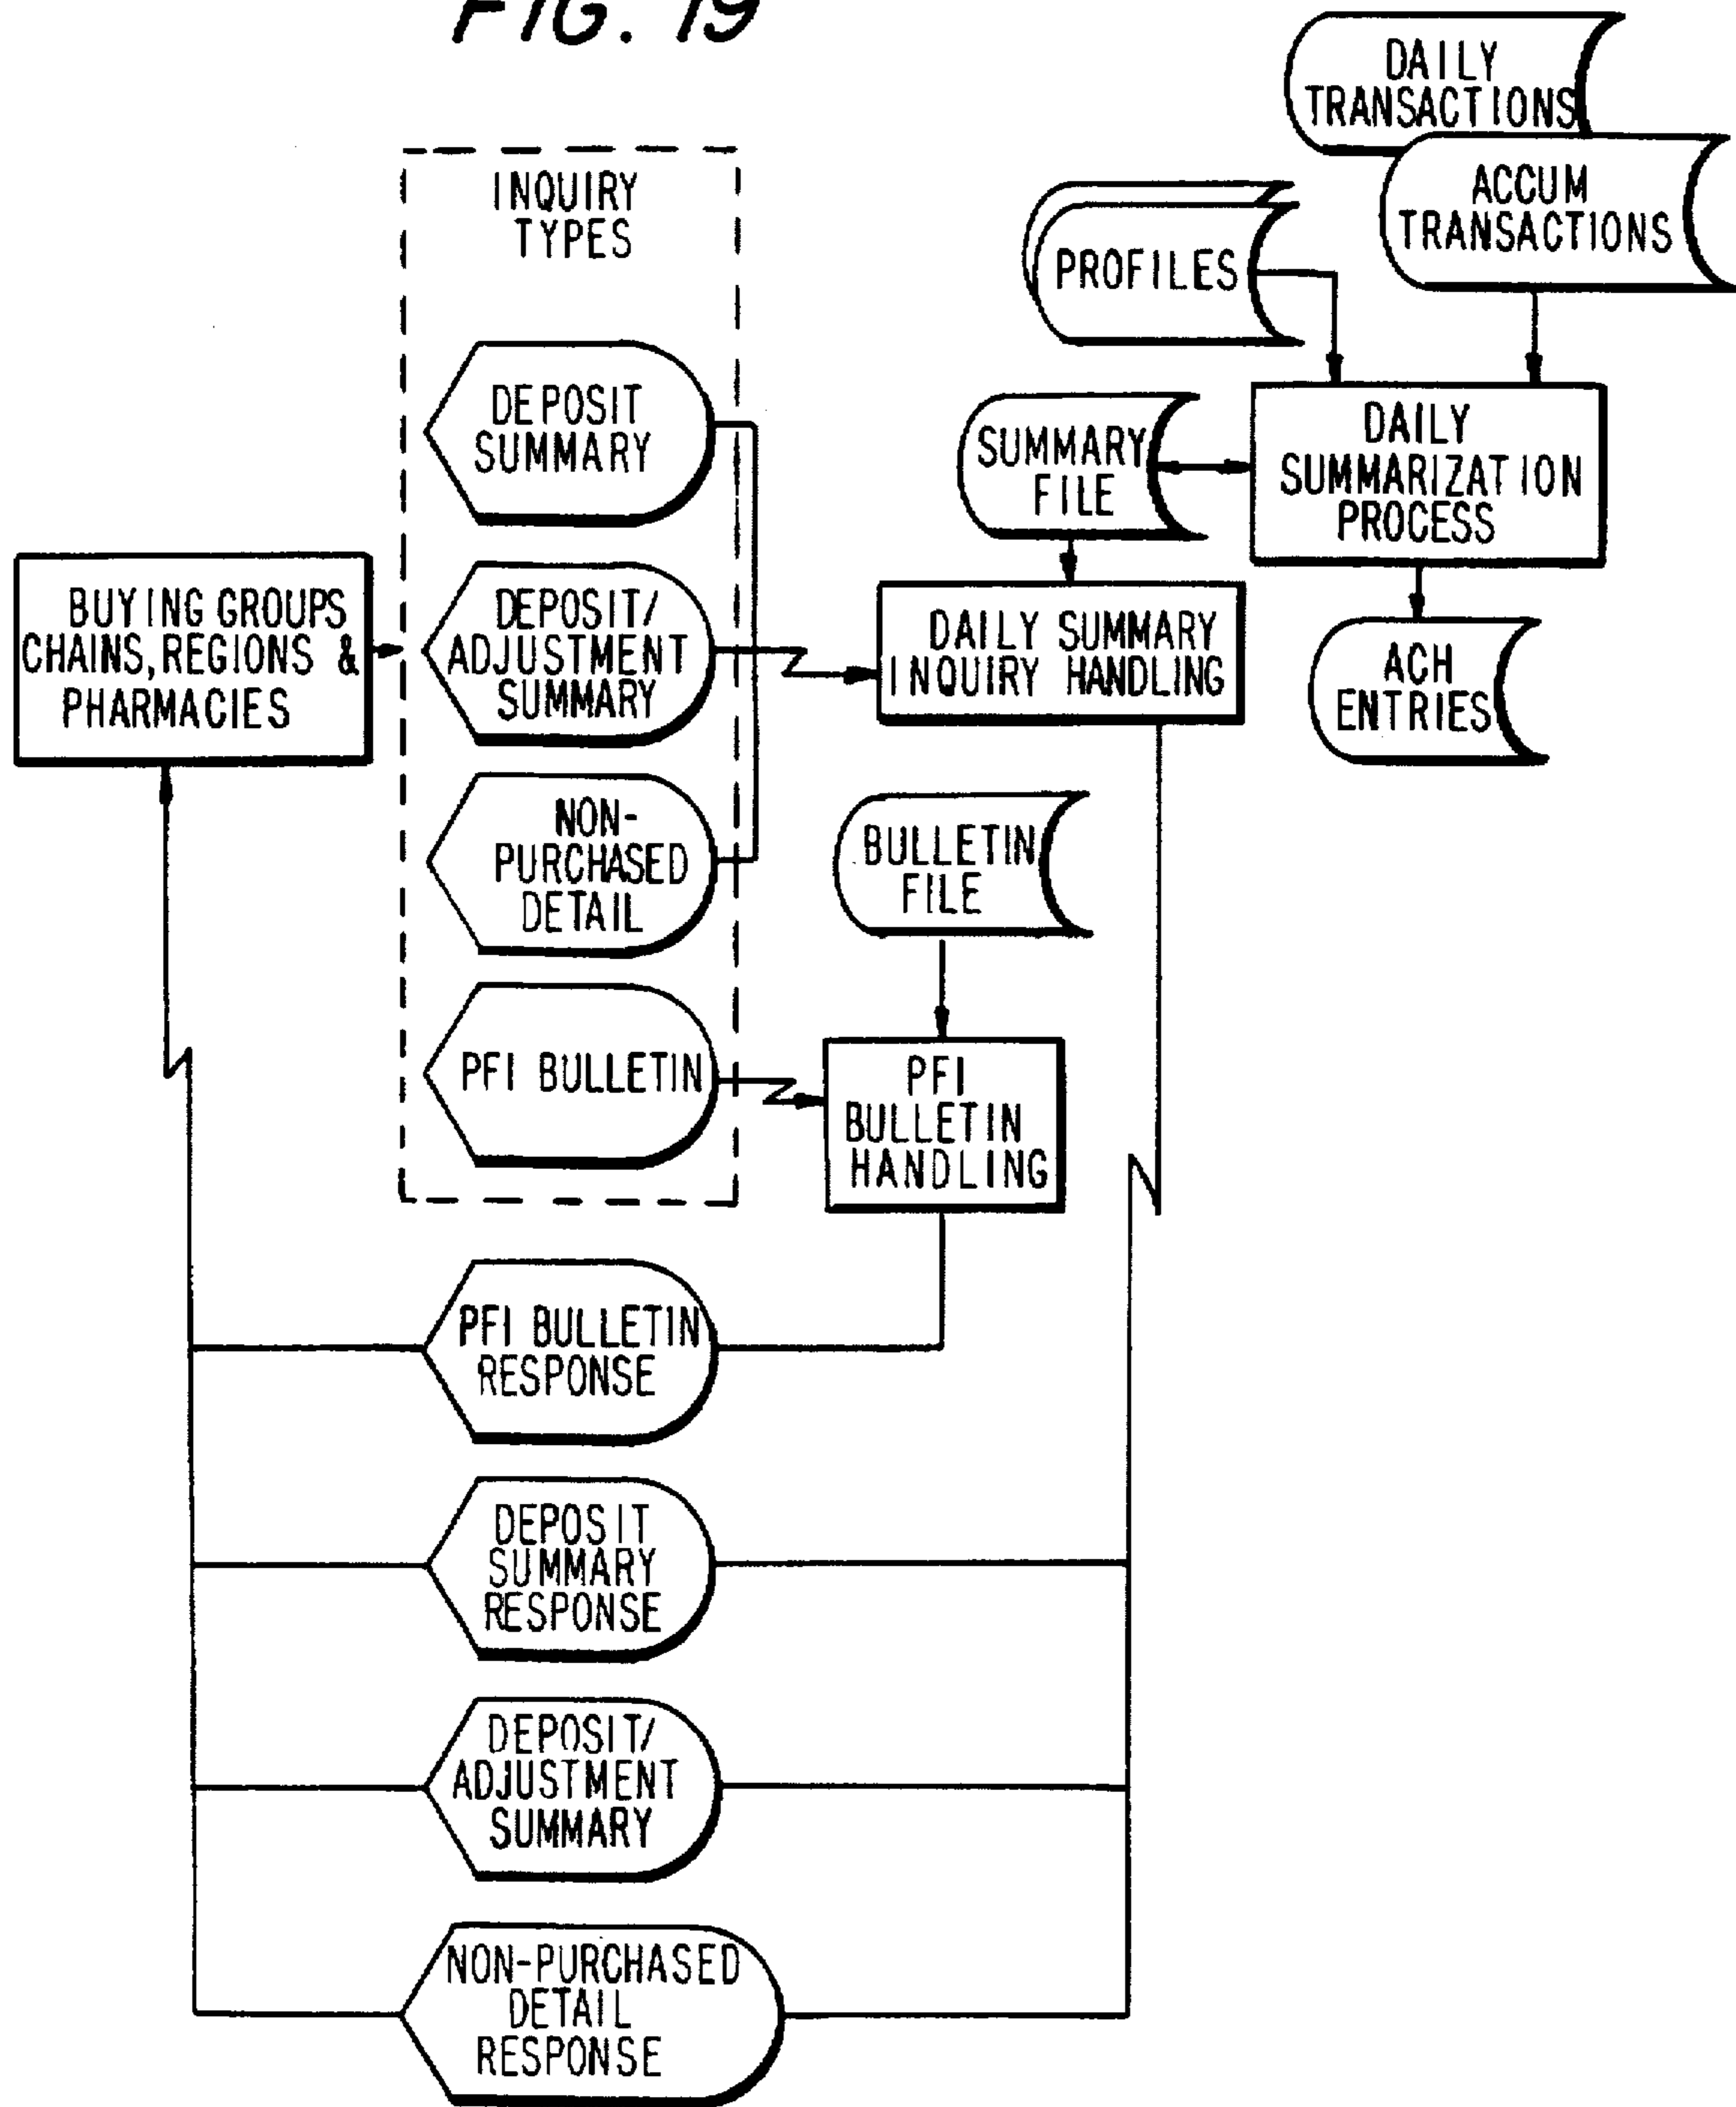 FIG. 19
DAILY
TRANSACTIONS
ACCUM
TRANSACTIONS
INQUIRY
TYPES
PROFILES
DEPOSIT
SUMMARY
SUMMARY
FILE
DAILY
SUMMARIZATION
PROCESS
BUYING GROUPS
CHAINS, REGIONS &
PHARMACIES
DEPOSIT/
ADJUSTMENT
SUMMARY
DAILY SUMMARY
INQUIRY HANDLING
ACH
ENTRIES
NON-
PURCHASED
DETAIL
BULLETIN
FILE
PFI BULLETIN
PFI
BULLETIN
HANDLING
PFI BULLETIN
RESPONSE
DEPOSIT
SUMMARY
RESPONSE
DEPOSIT/
ADJUSTMENT
SUMMARY
NON-PURCHASED
DETAIL
RESPONSE